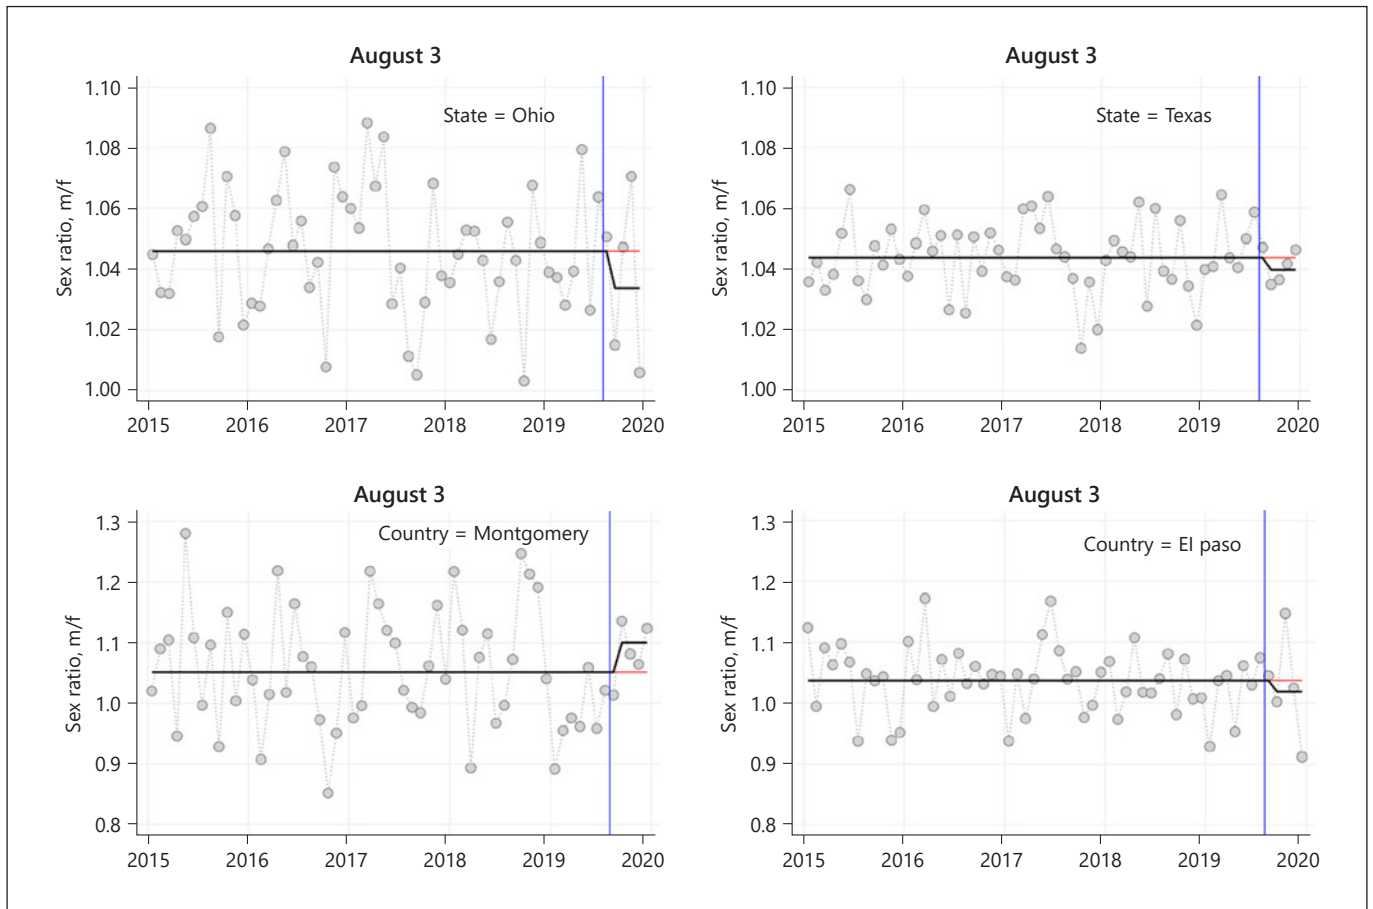 August 3
State = Ohio
Sex ratio, m/f
1.10
1.08
1.06
1.04
1.02
1.00
2015 2016 2017 2018 2019 2020
August 3
State = Texas
Sex ratio, m/f
1.10
1.08
1.06
1.04
1.02
1.00
2015 2016 2017 2018 2019 2020
August 3
Country = Montgomery
Sex ratio, m/f
1.3
1.2
1.1
1.0
0.9
0.8
2015 2016 2017 2018 2019 2020
August 3
Country = El paso
Sex ratio, m/f
1.3
1.2
1.1
1.0
0.9
0.8
2015 2016 2017 2018 2019 2020